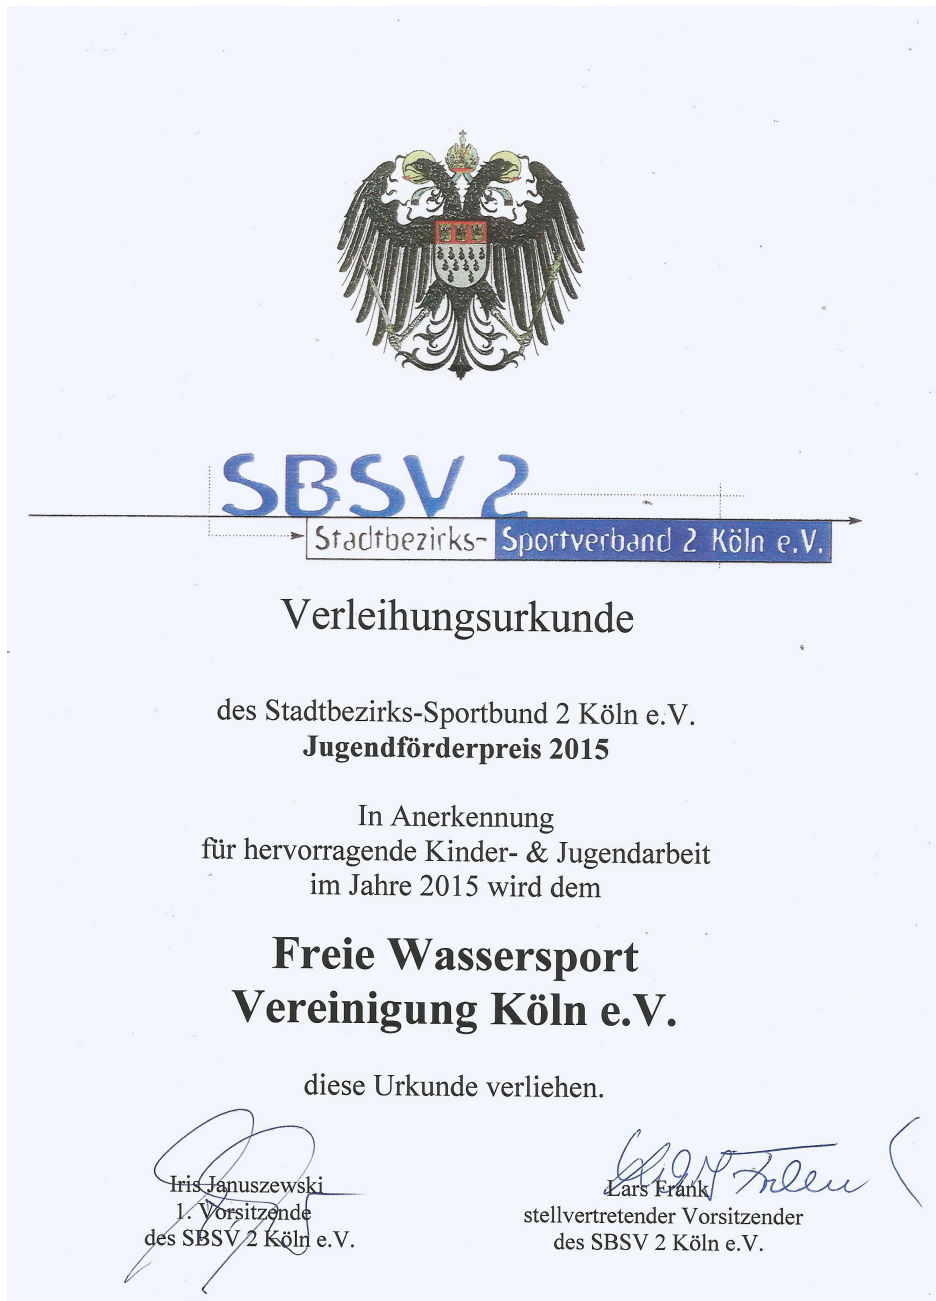 SBSV 2
Stadtbezirks- Sportverband 2 Köln e.V.
Verleihungsurkunde
des Stadtbezirks-Sportbund 2 Köln e.V.
Jugendförderpreis 2015
In Anerkennung
für hervorragende Kinder- & Jugendarbeit
im Jahre 2015 wird dem
Freie Wassersport
Vereinigung Köln e.V.
diese Urkunde verliehen.
Iris Januszewski
1. Vorsitzende
des SBSV 2 Köln e.V.
Lars Frank
stellvertretender Vorsitzender
des SBSV 2 Köln e.V.